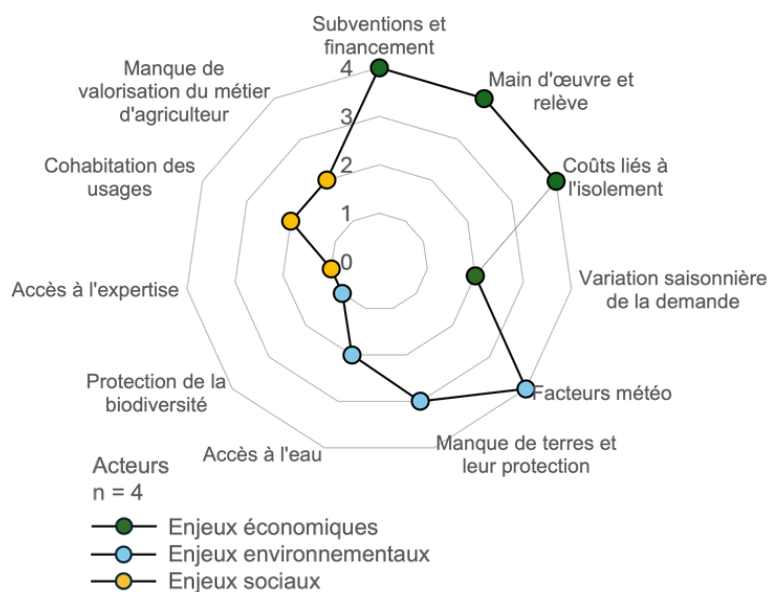 Subventions et
financement
Main d'œuvre et
relève
Coûts liés à
l'isolement
Variation saisonnière
de la demande
Facteurs météo
Manque de terres et
leur protection
Accès à l'eau
Protection de la
biodiversité
Accès à l'expertise
Cohabitation des
usages
Manque de
valorisation du métier
d'agriculteur
4
3
2
1
0
Acteurs
n = 4
Enjeux économiques
Enjeux environnementaux
Enjeux sociaux